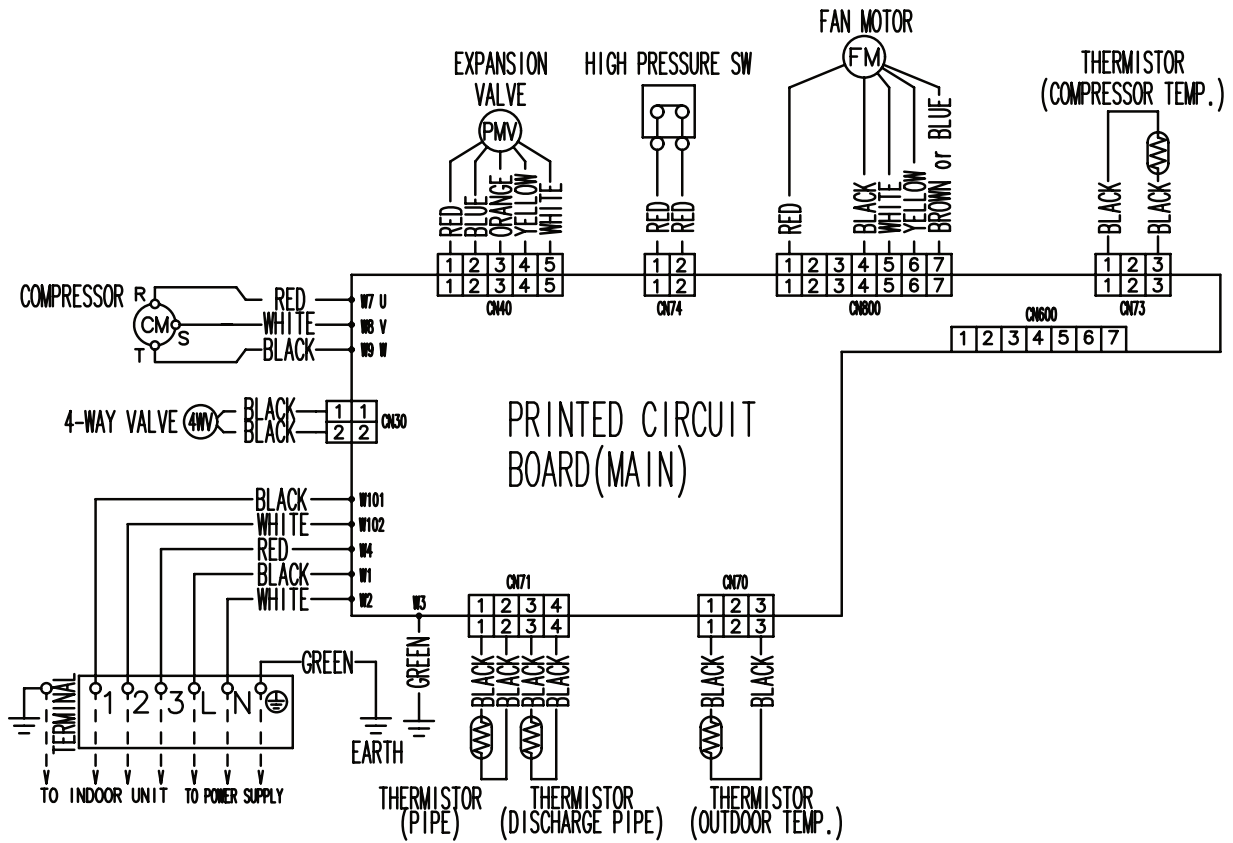 FAN MOTOR
FM
EXPANSION
VALVE
PMV
HIGH PRESSURE SW
THERMISTOR
(COMPRESSOR TEMP.)
RED
BLUE
ORANGE
YELLOW
WHITE
RED
RED
RED
BLACK
WHITE
YELLOW
BROWN or BLUE
BLACK
BLACK
1 2 3 4 5
1 2 3 4 5
CN40
1 2
1 2
CN74
1 2 3 4 5 6 7
1 2 3 4 5 6 7
CN800
1 2 3
1 2 3
CN73
CN600
1 2 3 4 5 6 7
COMPRESSOR
R
CM
S
T
RED
W7 U
WHITE
W8 V
BLACK
W9 W
4-WAY VALVE
4WV
BLACK
BLACK
1 1
2 2
CN30
PRINTED CIRCUIT
BOARD(MAIN)
BLACK
W101
WHITE
W102
RED
W4
BLACK
W1
WHITE
W2
W3
GREEN
CN71
1 2 3 4
1 2 3 4
CN70
1 2 3
1 2 3
BLACK
BLACK
BLACK
BLACK
BLACK
BLACK
GREEN
TERMINAL
1 2 3 L N
EARTH
TO INDOOR UNIT
TO POWER SUPPLY
THERMISTOR
(PIPE)
THERMISTOR
(DISCHARGE PIPE)
THERMISTOR
(OUTDOOR TEMP.)